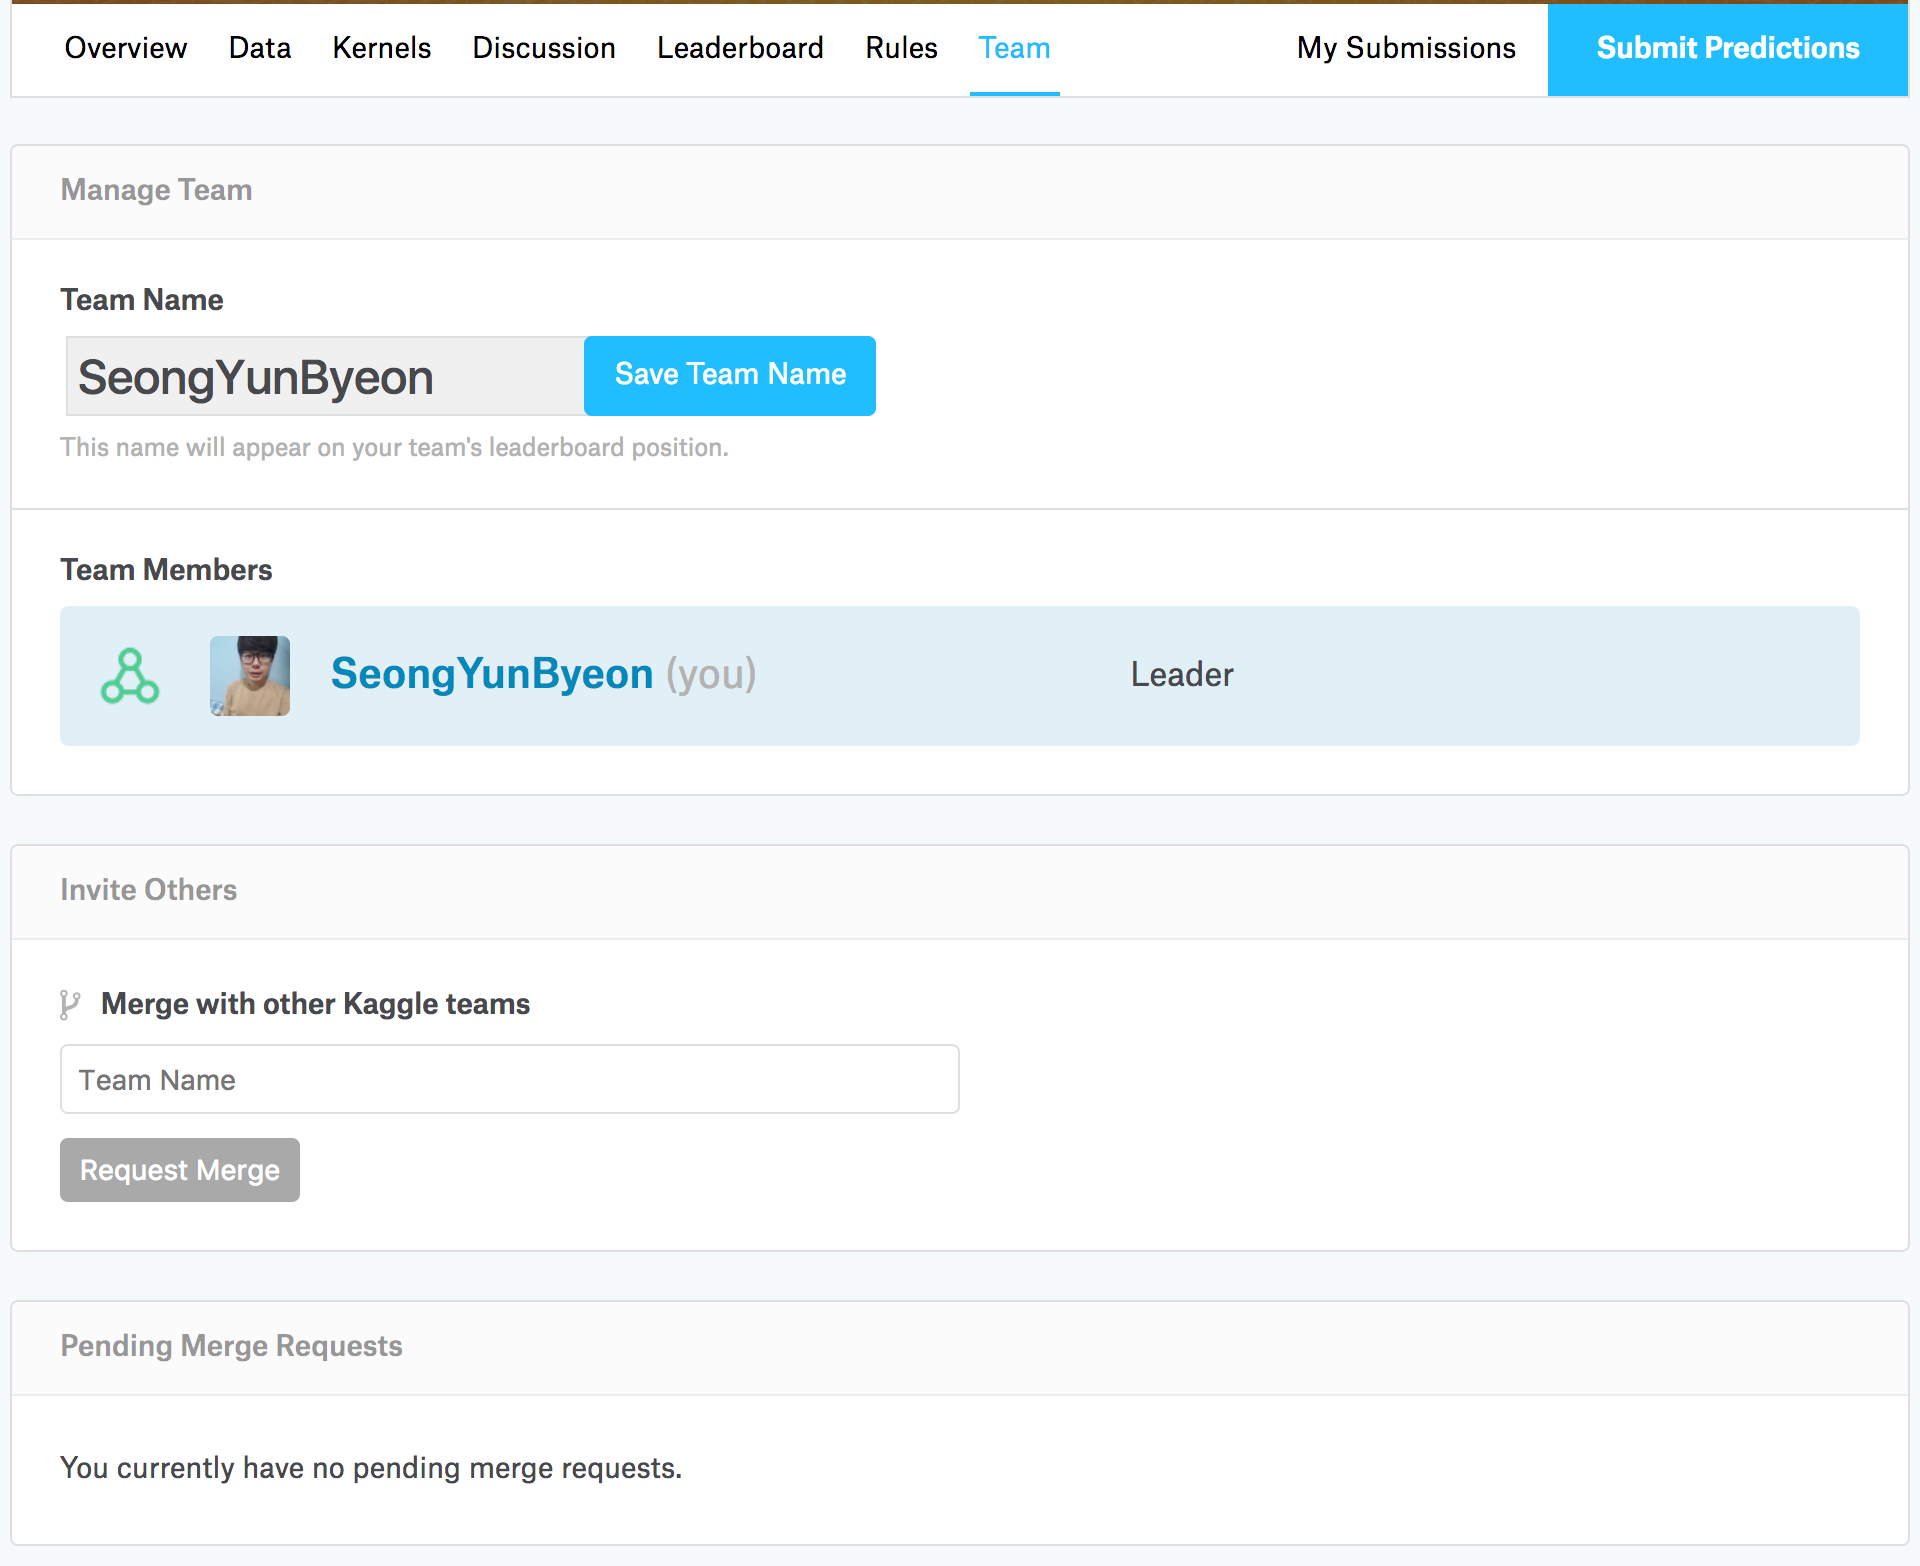 Overview Data Kernels Discussion Leaderboard Rules Team My Submissions Submit Predictions
Manage Team
Team Name
SeongYunByeon Save Team Name
This name will appear on your team's leaderboard position.
Team Members
SeongYunByeon (you) Leader
Invite Others
Merge with other Kaggle teams
Team Name
Request Merge
Pending Merge Requests
You currently have no pending merge requests.